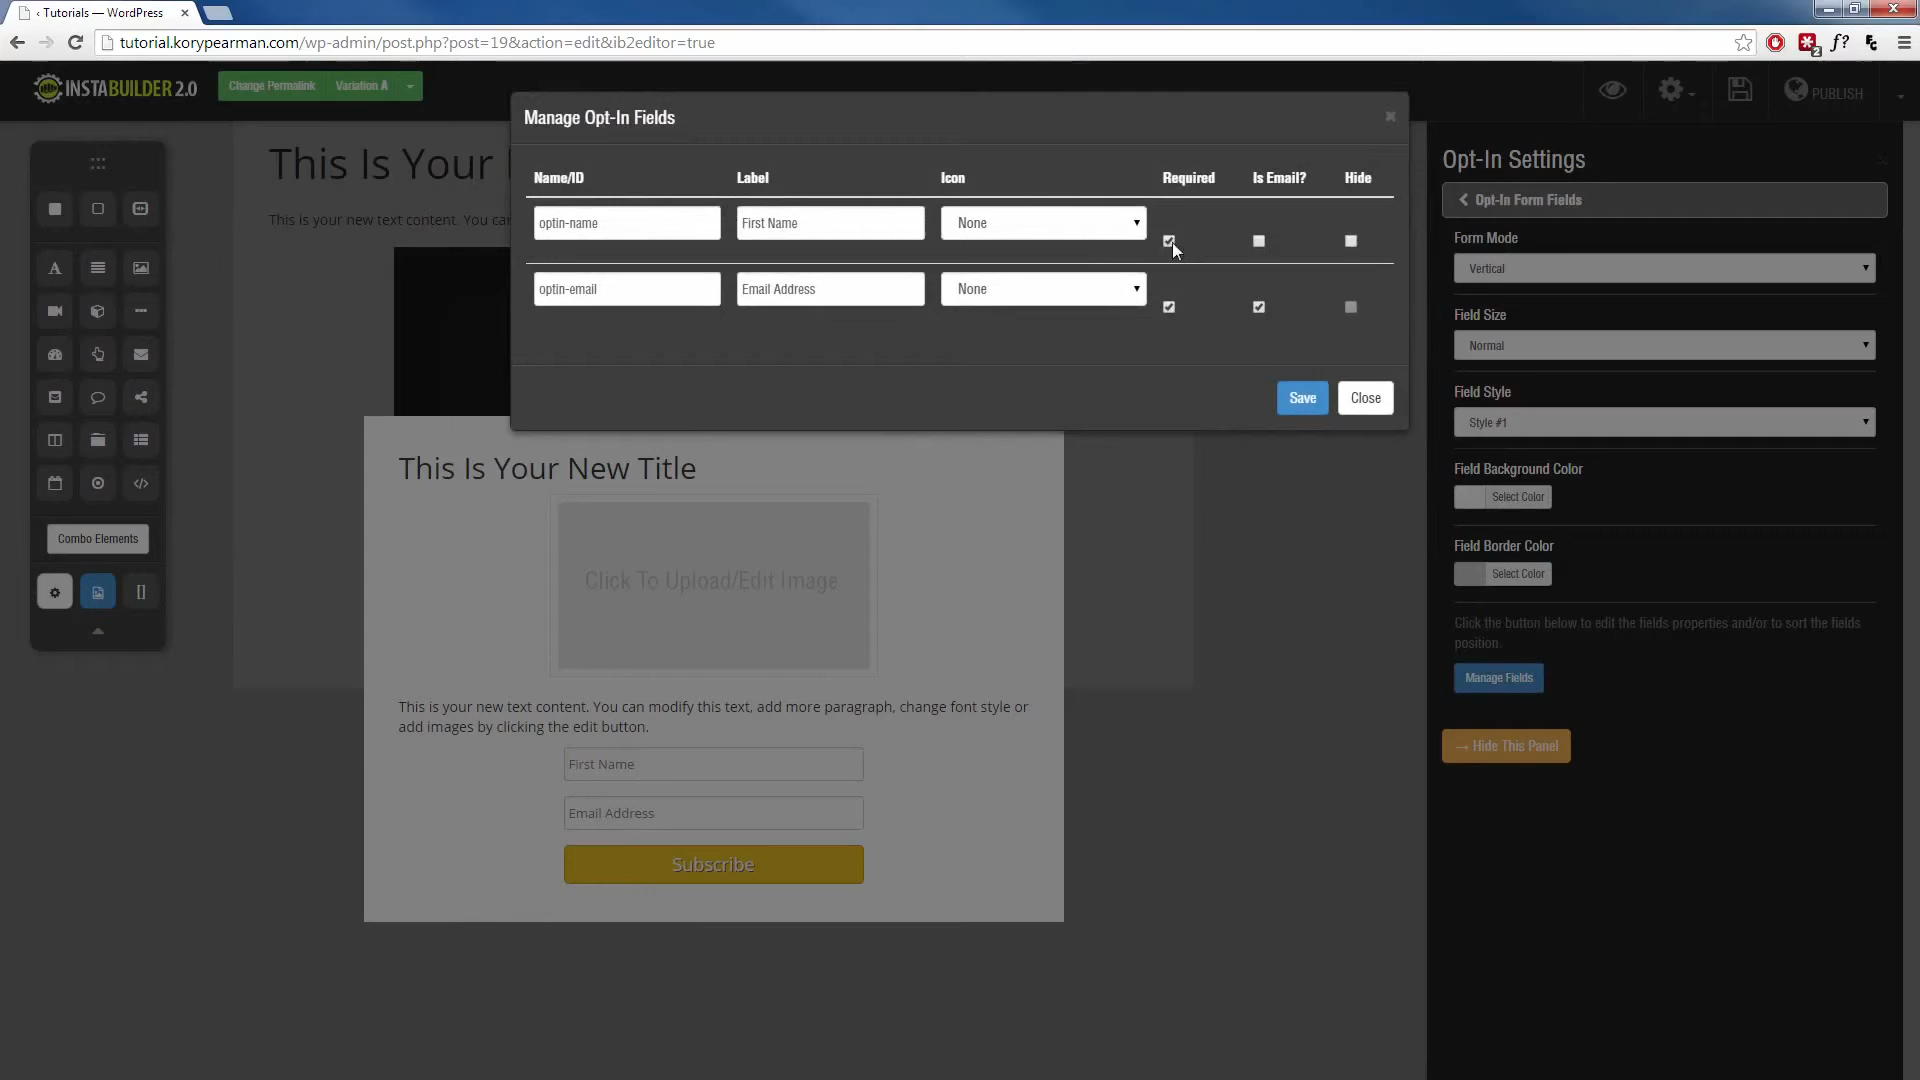 ‹ Tutorials — WordPress
tutorial.korypearman.com/wp-admin/post.php?post=19&action=edit&ib2editor=true
2
f?
INSTABUILDER 2.0
Change Permalink
Variation A
PUBLISH
Manage Opt-In Fields
Name/ID Label Icon Required Is Email? Hide
optin-name First Name None
optin-email Email Address None
Save Close
This Is Your
This is your new text content. You can
Combo Elements
[]
This Is Your New Title
Click To Upload/Edit Image
This is your new text content. You can modify this text, add more paragraph, change font style or
add images by clicking the edit button.
First Name
Email Address
Subscribe
Opt-In Settings
Opt-In Form Fields
Form Mode
Vertical
Field Size
Normal
Field Style
Style #1
Field Background Color
Select Color
Field Border Color
Select Color
Click the button below to edit the fields properties and/or to sort the fields
position.
Manage Fields
→ Hide This Panel